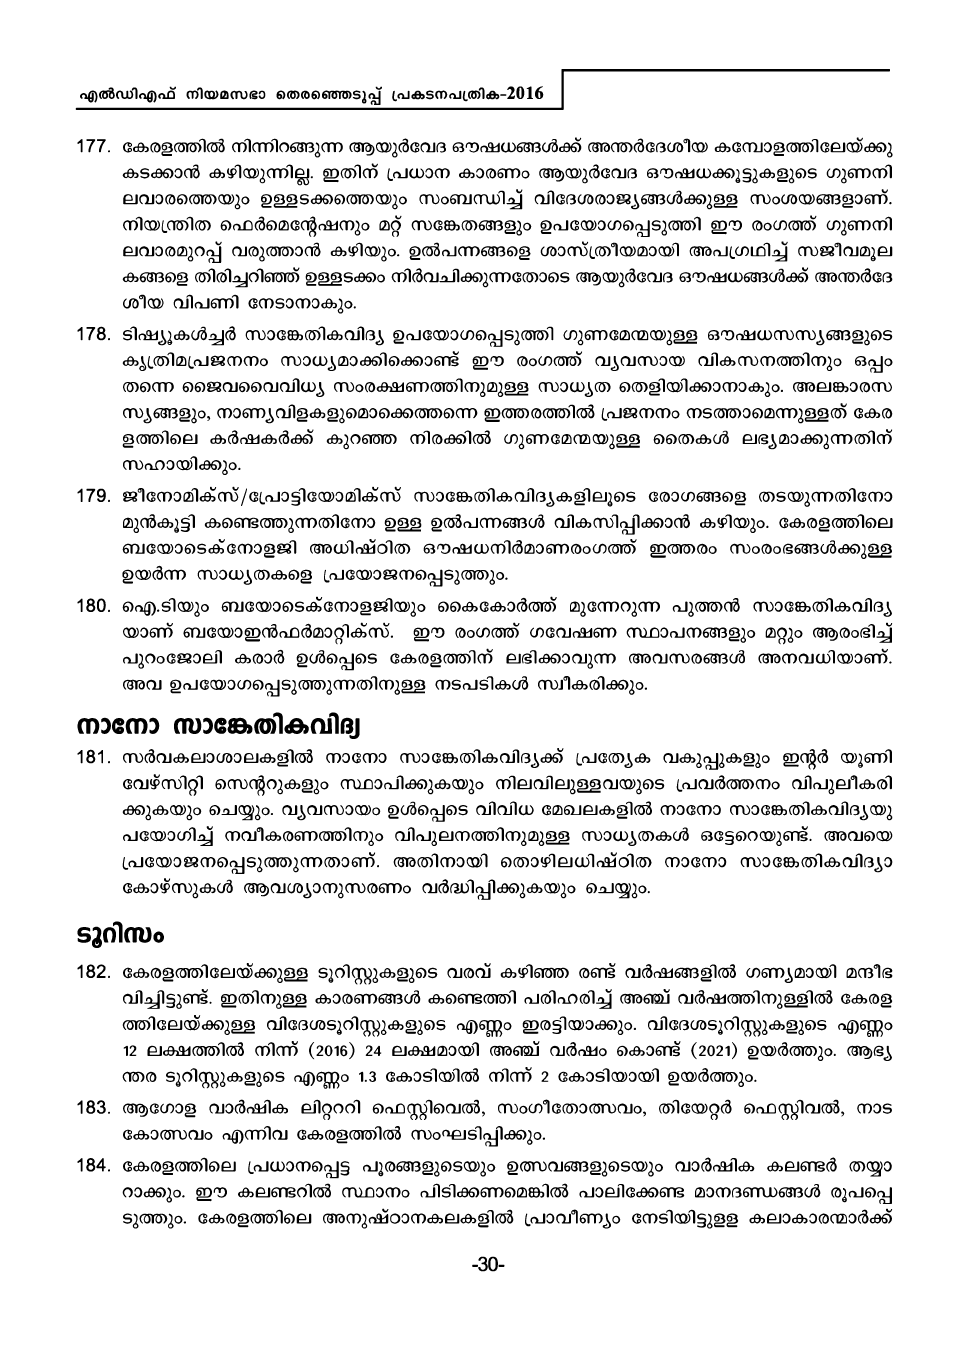 എൽഡിഎഫ് നിയമസഭാ തെരഞ്ഞെടുപ്പ് പ്രകടനപത്രിക-2016
177. കേരളത്തിൽ നിന്നിറങ്ങുന്ന ആയുർവേദ ഔഷധങ്ങൾക്ക് അന്തർദേശീയ കമ്പോളത്തിലേയ്ക്കു
കടക്കാൻ കഴിയുന്നില്ല. ഇതിന് പ്രധാന കാരണം ആയുർവേദ ഔഷധക്കൂട്ടുകളുടെ ഗുണനി
ലവാരത്തെയും ഉള്ളടക്കത്തെയും സംബന്ധിച്ച് വിദേശരാജ്യങ്ങൾക്കുള്ള സംശയങ്ങളാണ്.
നിയന്ത്രിത ഫെർമെന്റേഷനും മറ്റ് സങ്കേതങ്ങളും ഉപയോഗപ്പെടുത്തി ഈ രംഗത്ത് ഗുണനി
ലവാരമുറപ്പ് വരുത്താൻ കഴിയും. ഉൽപന്നങ്ങളെ ശാസ്ത്രീയമായി അപഗ്രഥിച്ച് സജീവമൂല
കങ്ങളെ തിരിച്ചറിഞ്ഞ് ഉള്ളടക്കം നിർവചിക്കുന്നതോടെ ആയുർവേദ ഔഷധങ്ങൾക്ക് അന്തർദേ
ശീയ വിപണി നേടാനാകും.
178. ടിഷ്യൂകൾച്ചർ സാങ്കേതികവിദ്യ ഉപയോഗപ്പെടുത്തി ഗുണമേന്മയുള്ള ഔഷധസസ്യങ്ങളുടെ
കൃത്രിമപ്രജനനം സാധ്യമാക്കിക്കൊണ്ട് ഈ രംഗത്ത് വ്യവസായ വികസനത്തിനും ഒപ്പം
തന്നെ ജൈവവൈവിധ്യ സംരക്ഷണത്തിനുമുള്ള സാധ്യത തെളിയിക്കാനാകും. അലങ്കാരസ
സ്യങ്ങളും, നാണ്യവിളകളുമൊക്കെത്തന്നെ ഇത്തരത്തിൽ പ്രജനനം നടത്താമെന്നുള്ളത് കേര
ളത്തിലെ കർഷകർക്ക് കുറഞ്ഞ നിരക്കിൽ ഗുണമേന്മയുള്ള തൈകൾ ലഭ്യമാക്കുന്നതിന്
സഹായിക്കും.
179. ജീനോമിക്സ്/പ്രോട്ടിയോമിക്സ് സാങ്കേതികവിദ്യകളിലൂടെ രോഗങ്ങളെ തടയുന്നതിനോ
മുൻകൂട്ടി കണ്ടെത്തുന്നതിനോ ഉള്ള ഉൽപന്നങ്ങൾ വികസിപ്പിക്കാൻ കഴിയും. കേരളത്തിലെ
ബയോടെക്നോളജി അധിഷ്ഠിത ഔഷധനിർമാണരംഗത്ത് ഇത്തരം സംരംഭങ്ങൾക്കുള്ള
ഉയർന്ന സാധ്യതകളെ പ്രയോജനപ്പെടുത്തും.
180. ഐ.ടിയും ബയോടെക്നോളജിയും കൈകോർത്ത് മുന്നേറുന്ന പുത്തൻ സാങ്കേതികവിദ്യ
യാണ് ബയോഇൻഫർമാറ്റിക്സ്. ഈ രംഗത്ത് ഗവേഷണ സ്ഥാപനങ്ങളും മറ്റും ആരംഭിച്ച്
പുറംജോലി കരാർ ഉൾപ്പെടെ കേരളത്തിന് ലഭിക്കാവുന്ന അവസരങ്ങൾ അനവധിയാണ്.
അവ ഉപയോഗപ്പെടുത്തുന്നതിനുള്ള നടപടികൾ സ്വീകരിക്കും.
നാനോ സാങ്കേതികവിദ്യ
181. സർവകലാശാലകളിൽ നാനോ സാങ്കേതികവിദ്യക്ക് പ്രത്യേക വകുപ്പുകളും ഇന്റർ യൂണി
വേഴ്സിറ്റി സെന്ററുകളും സ്ഥാപിക്കുകയും നിലവിലുള്ളവയുടെ പ്രവർത്തനം വിപുലീകരി
ക്കുകയും ചെയ്യും. വ്യവസായം ഉൾപ്പെടെ വിവിധ മേഖലകളിൽ നാനോ സാങ്കേതികവിദ്യയു
പയോഗിച്ച് നവീകരണത്തിനും വിപുലനത്തിനുമുള്ള സാധ്യതകൾ ഒട്ടേറെയുണ്ട്. അവയെ
പ്രയോജനപ്പെടുത്തുന്നതാണ്. അതിനായി തൊഴിലധിഷ്ഠിത നാനോ സാങ്കേതികവിദ്യാ
കോഴ്സുകൾ ആവശ്യാനുസരണം വർദ്ധിപ്പിക്കുകയും ചെയ്യും.
ടൂറിസം
182. കേരളത്തിലേയ്ക്കുള്ള ടൂറിസ്റ്റുകളുടെ വരവ് കഴിഞ്ഞ രണ്ട് വർഷങ്ങളിൽ ഗണ്യമായി മന്ദീഭ
വിച്ചിട്ടുണ്ട്. ഇതിനുള്ള കാരണങ്ങൾ കണ്ടെത്തി പരിഹരിച്ച് അഞ്ച് വർഷത്തിനുള്ളിൽ കേരള
ത്തിലേയ്ക്കുള്ള വിദേശടൂറിസ്റ്റുകളുടെ എണ്ണം ഇരട്ടിയാക്കും. വിദേശടൂറിസ്റ്റുകളുടെ എണ്ണം
12 ലക്ഷത്തിൽ നിന്ന് (2016) 24 ലക്ഷമായി അഞ്ച് വർഷം കൊണ്ട് (2021) ഉയർത്തും. ആഭ്യ
ന്തര ടൂറിസ്റ്റുകളുടെ എണ്ണം 1.3 കോടിയിൽ നിന്ന് 2 കോടിയായി ഉയർത്തും.
183. ആഗോള വാർഷിക ലിറ്റററി ഫെസ്റ്റിവെൽ, സംഗീതോത്സവം, തിയേറ്റർ ഫെസ്റ്റിവൽ, നാട
കോത്സവം എന്നിവ കേരളത്തിൽ സംഘടിപ്പിക്കും.
184. കേരളത്തിലെ പ്രധാനപ്പെട്ട പൂരങ്ങളുടെയും ഉത്സവങ്ങളുടെയും വാർഷിക കലണ്ടർ തയ്യാ
റാക്കും. ഈ കലണ്ടറിൽ സ്ഥാനം പിടിക്കണമെങ്കിൽ പാലിക്കേണ്ട മാനദണ്ഡങ്ങൾ രൂപപ്പെ
ടുത്തും. കേരളത്തിലെ അനുഷ്ഠാനകലകളിൽ പ്രാവീണ്യം നേടിയിട്ടുളള കലാകാരന്മാർക്ക്
-30-